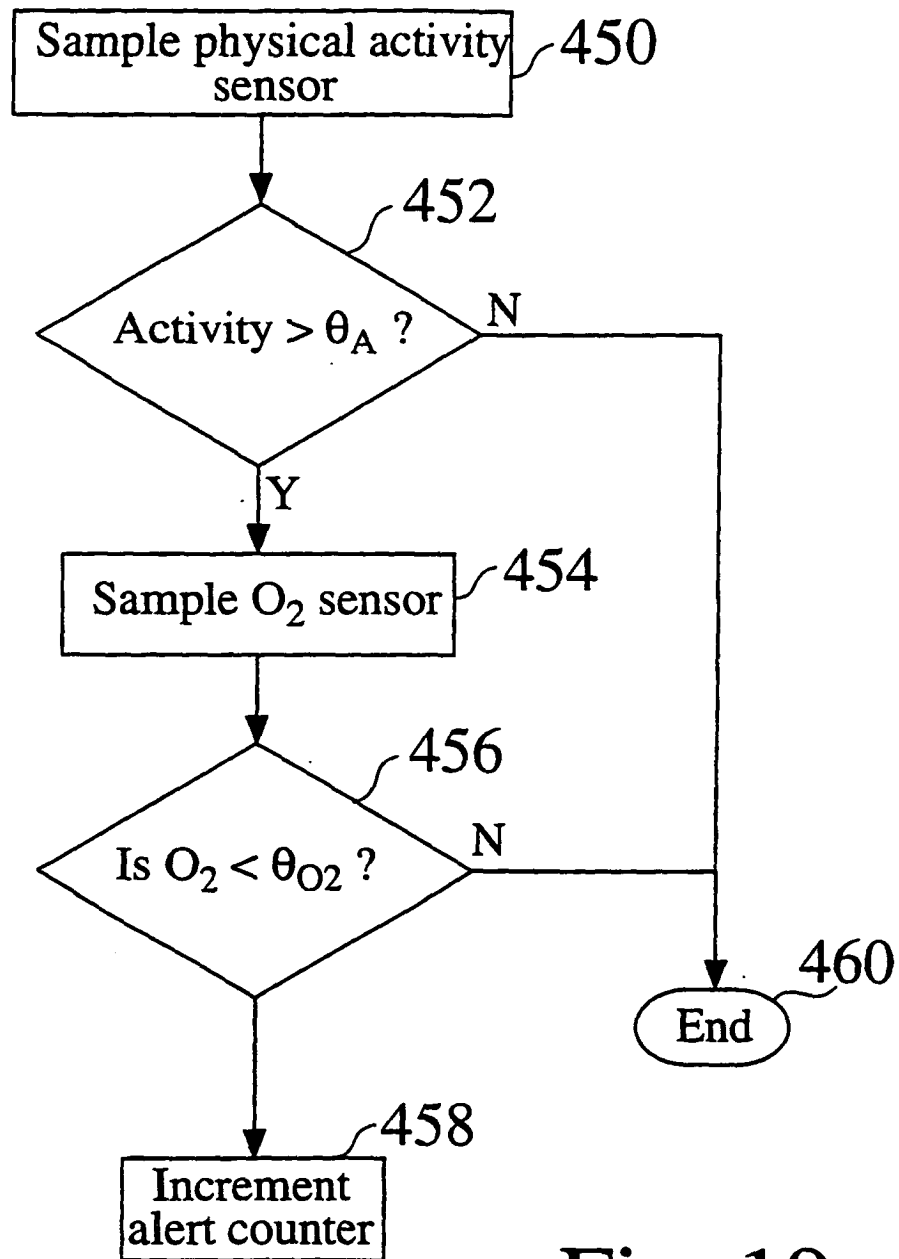 Sample physical activity
sensor
450
452
Activity > θA ?
N
Y
Sample O2 sensor
454
456
Is O2 < θO2 ?
N
460
End
458
Increment
alert counter